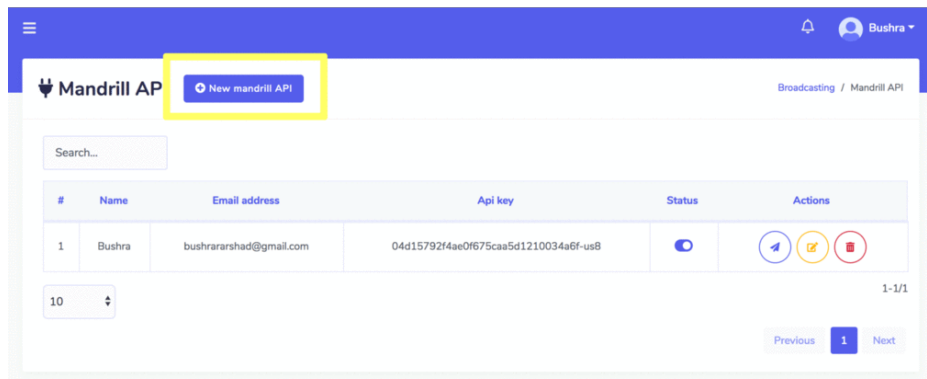 Bushra
Mandrill AP
New mandrill API
Broadcasting / Mandrill API
Search...
# Name Email address Api key Status Actions
1 Bushra bushrararshad@gmail.com 04d15792f4ae0f675caa5d1210034a6f-us8
10
1-1/1
Previous 1 Next